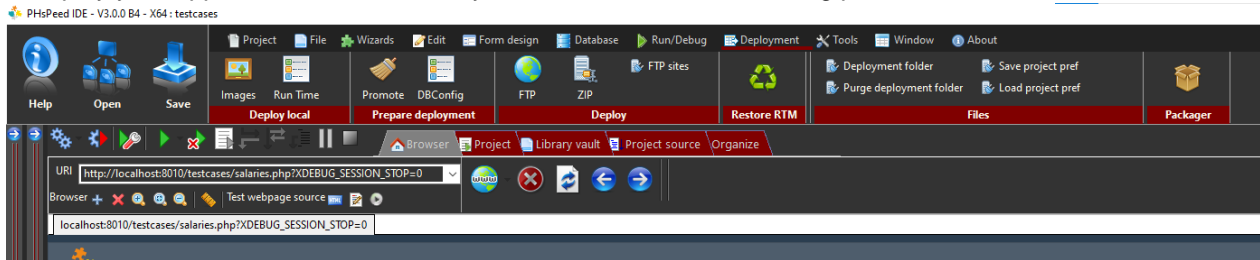 PHsPeed IDE - V3.0.0 B4 - X64 : testcases
Project File Wizards Edit Form design Database Run/Debug Deployment Tools Window About
Help Open Save
Images Run Time Promote DBConfig FTP ZIP FTP sites
Deployment folder Save project pref
Purge deployment folder Load project pref
Deploy local Prepare deployment Deploy Restore RTM Files Packager
Browser Project Library vault Project source Organize
URI http://localhost:8010/testcases/salaries.php?XDEBUG_SESSION_STOP=0
www
Browser Test webpage source
localhost:8010/testcases/salaries.php?XDEBUG_SESSION_STOP=0